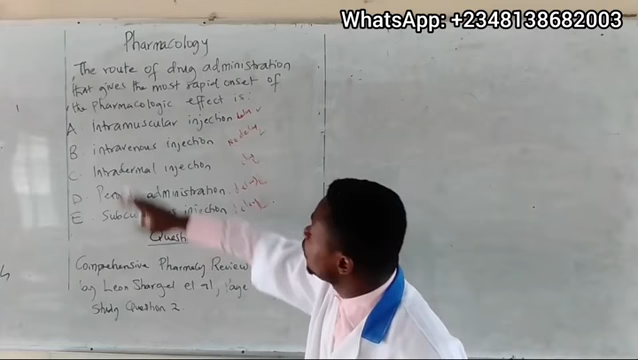 WhatsApp: +2348138682003
Pharmacology
The route of drug administration
that gives the most rapid onset of
the Pharmacologic effect is:
A Intramuscular injection
B intravenous injection
C. Intradermal injection
D. administration
E. injection
Comprehensive Pharmacy Review
by Leon Shargel et al, Page
Study Question 2.